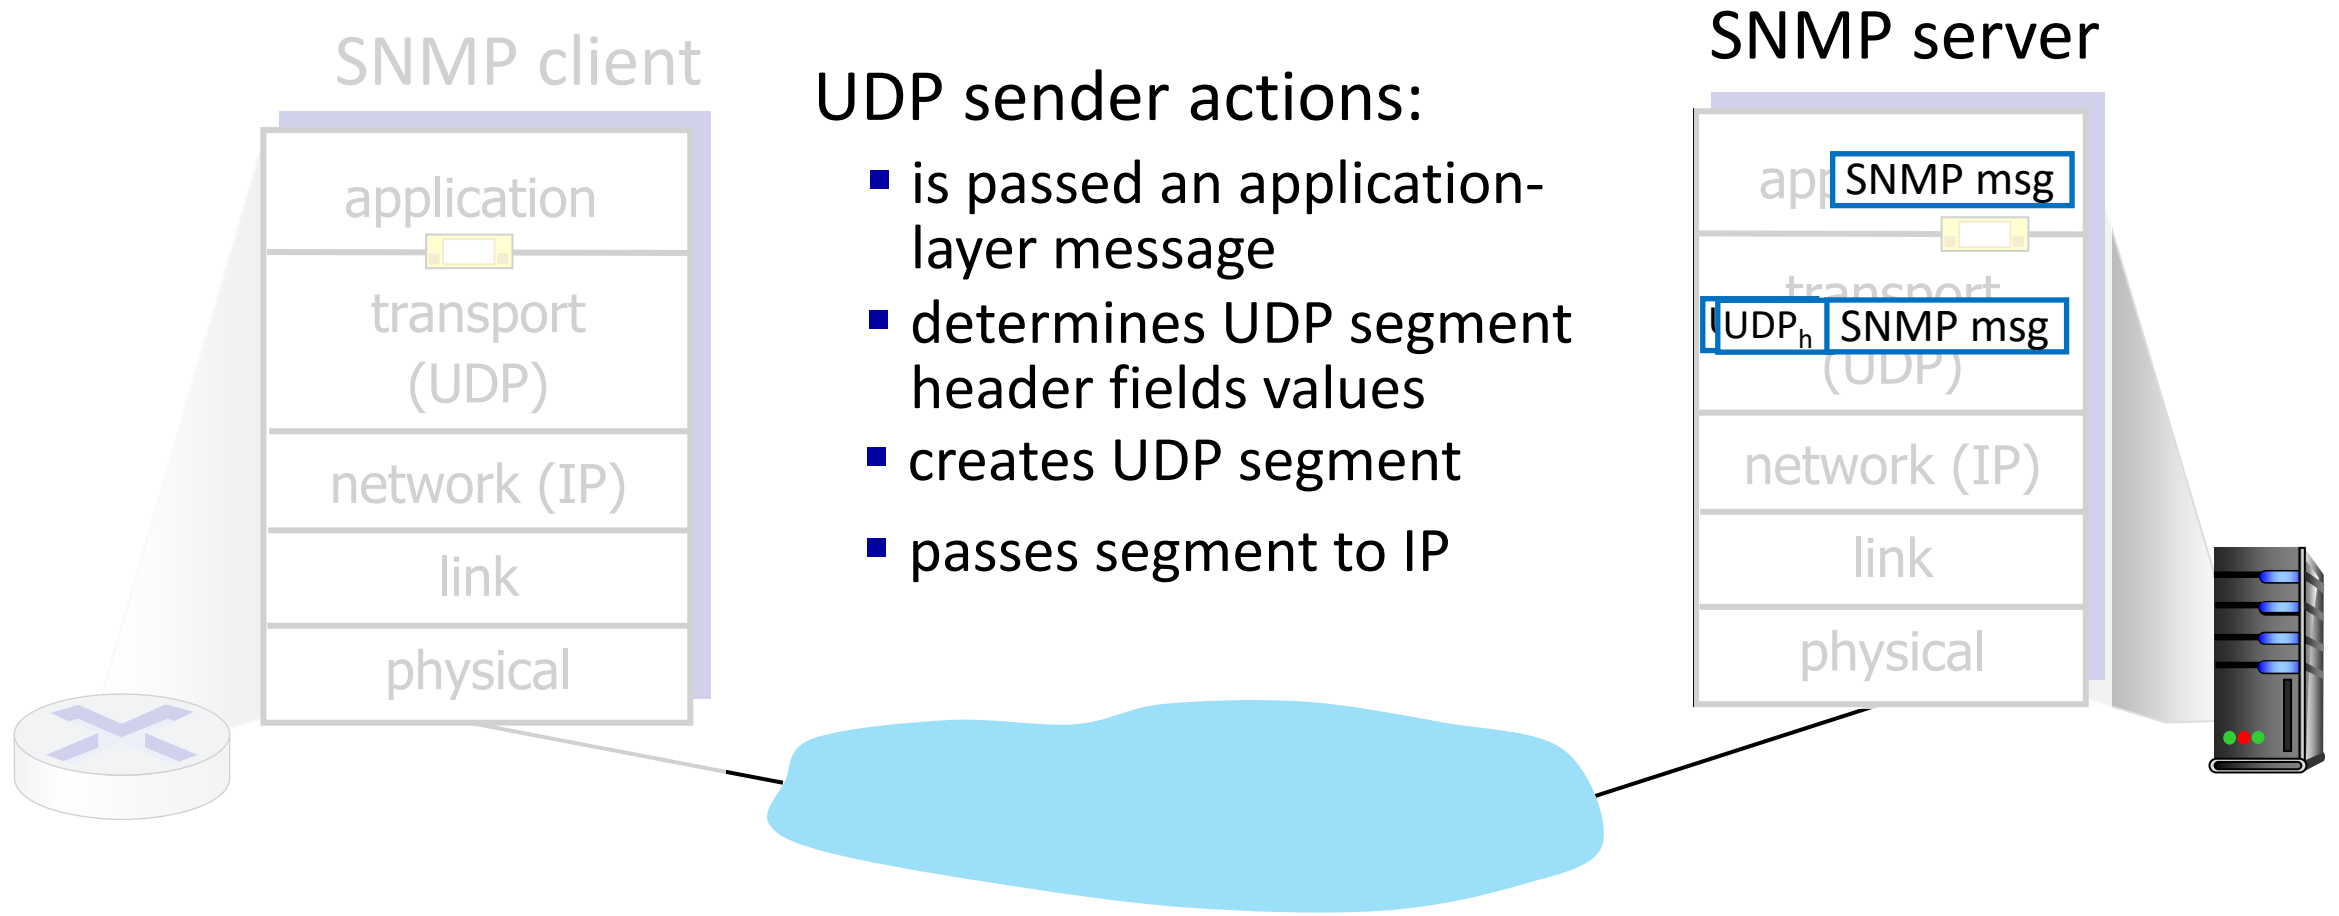 SNMP client
application
transport
(UDP)
network (IP)
link
physical
UDP sender actions:
▪ is passed an application-
layer message
▪ determines UDP segment
header fields values
▪ creates UDP segment
▪ passes segment to IP
SNMP server
SNMP msg
transport
UDPh SNMP msg
(UDP)
network (IP)
link
physical